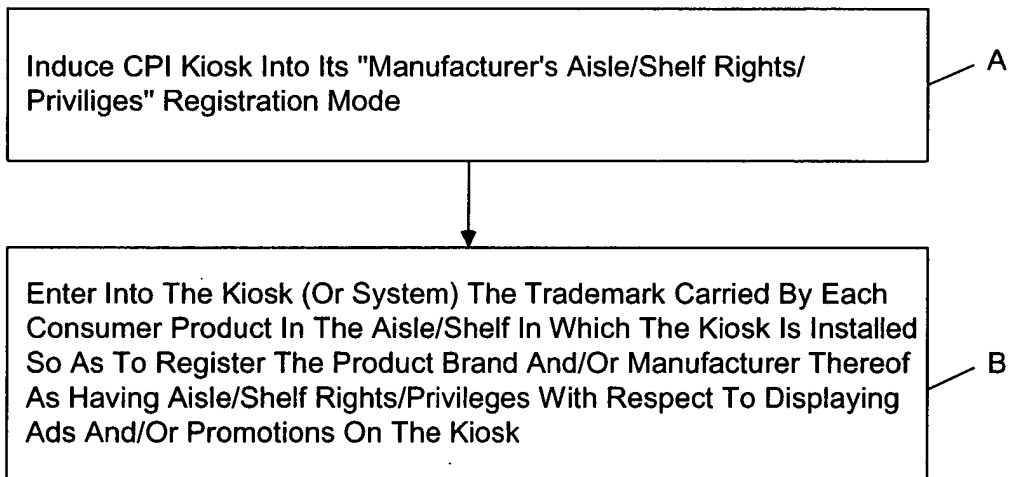 Induce CPI Kiosk Into Its "Manufacturer's Aisle/Shelf Rights/
Priviliges" Registration Mode
A
Enter Into The Kiosk (Or System) The Trademark Carried By Each
Consumer Product In The Aisle/Shelf In Which The Kiosk Is Installed
So As To Register The Product Brand And/Or Manufacturer Thereof
As Having Aisle/Shelf Rights/Privileges With Respect To Displaying
Ads And/Or Promotions On The Kiosk
B